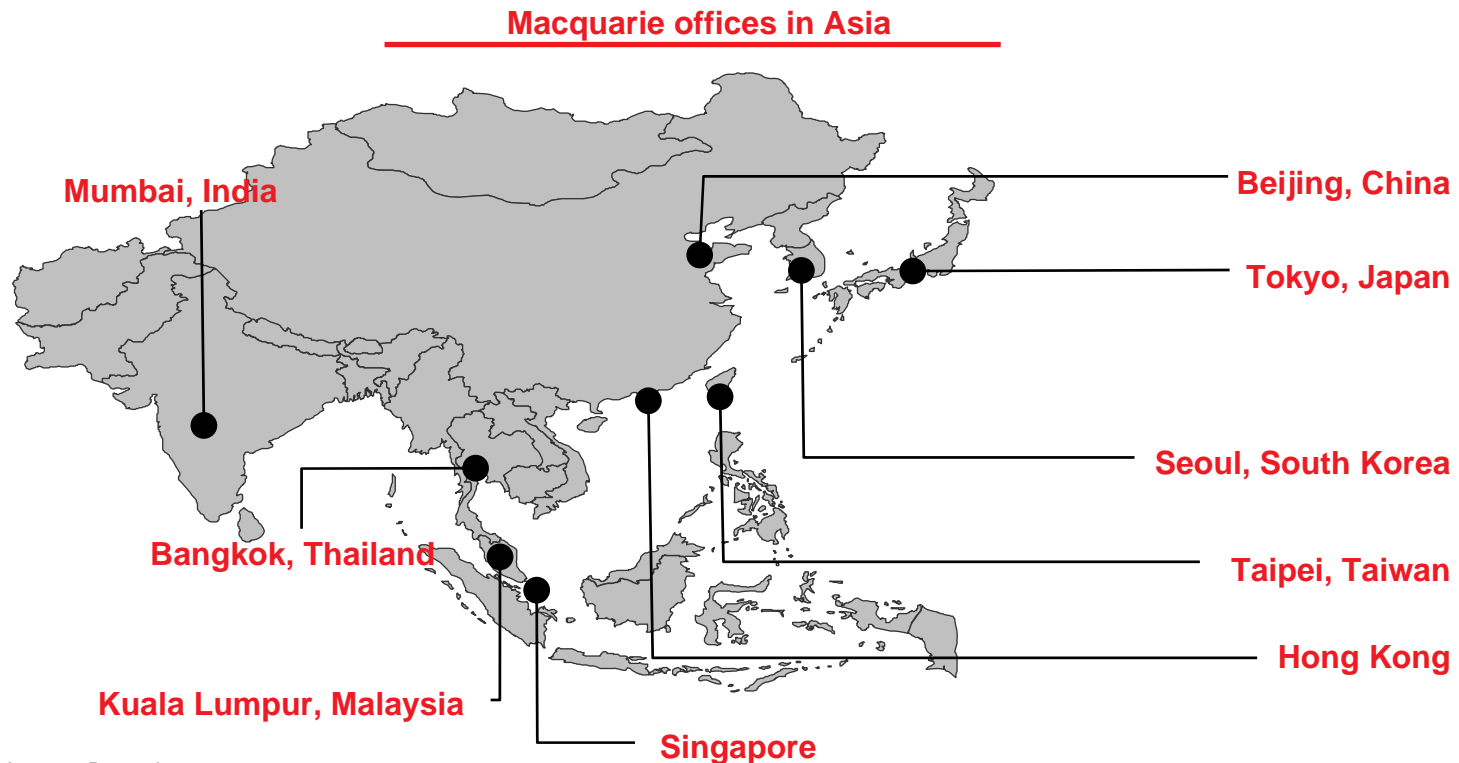 Macquarie offices in Asia
Mumbai, India
Beijing, China
Tokyo, Japan
Seoul, South Korea
Bangkok, Thailand
Taipei, Taiwan
Hong Kong
Kuala Lumpur, Malaysia
Singapore